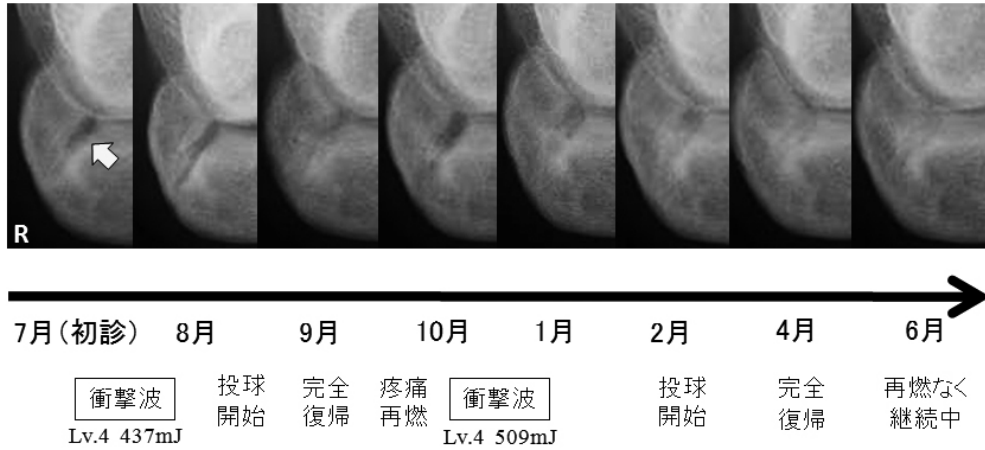 R
7月（初診） 8月 9月 10月 1月 2月 4月 6月
衝撃波
Lv.4 437mJ
投球
開始
完全
復帰
疼痛
再燃
衝撃波
Lv.4 509mJ
投球
開始
完全
復帰
再燃なく
継続中